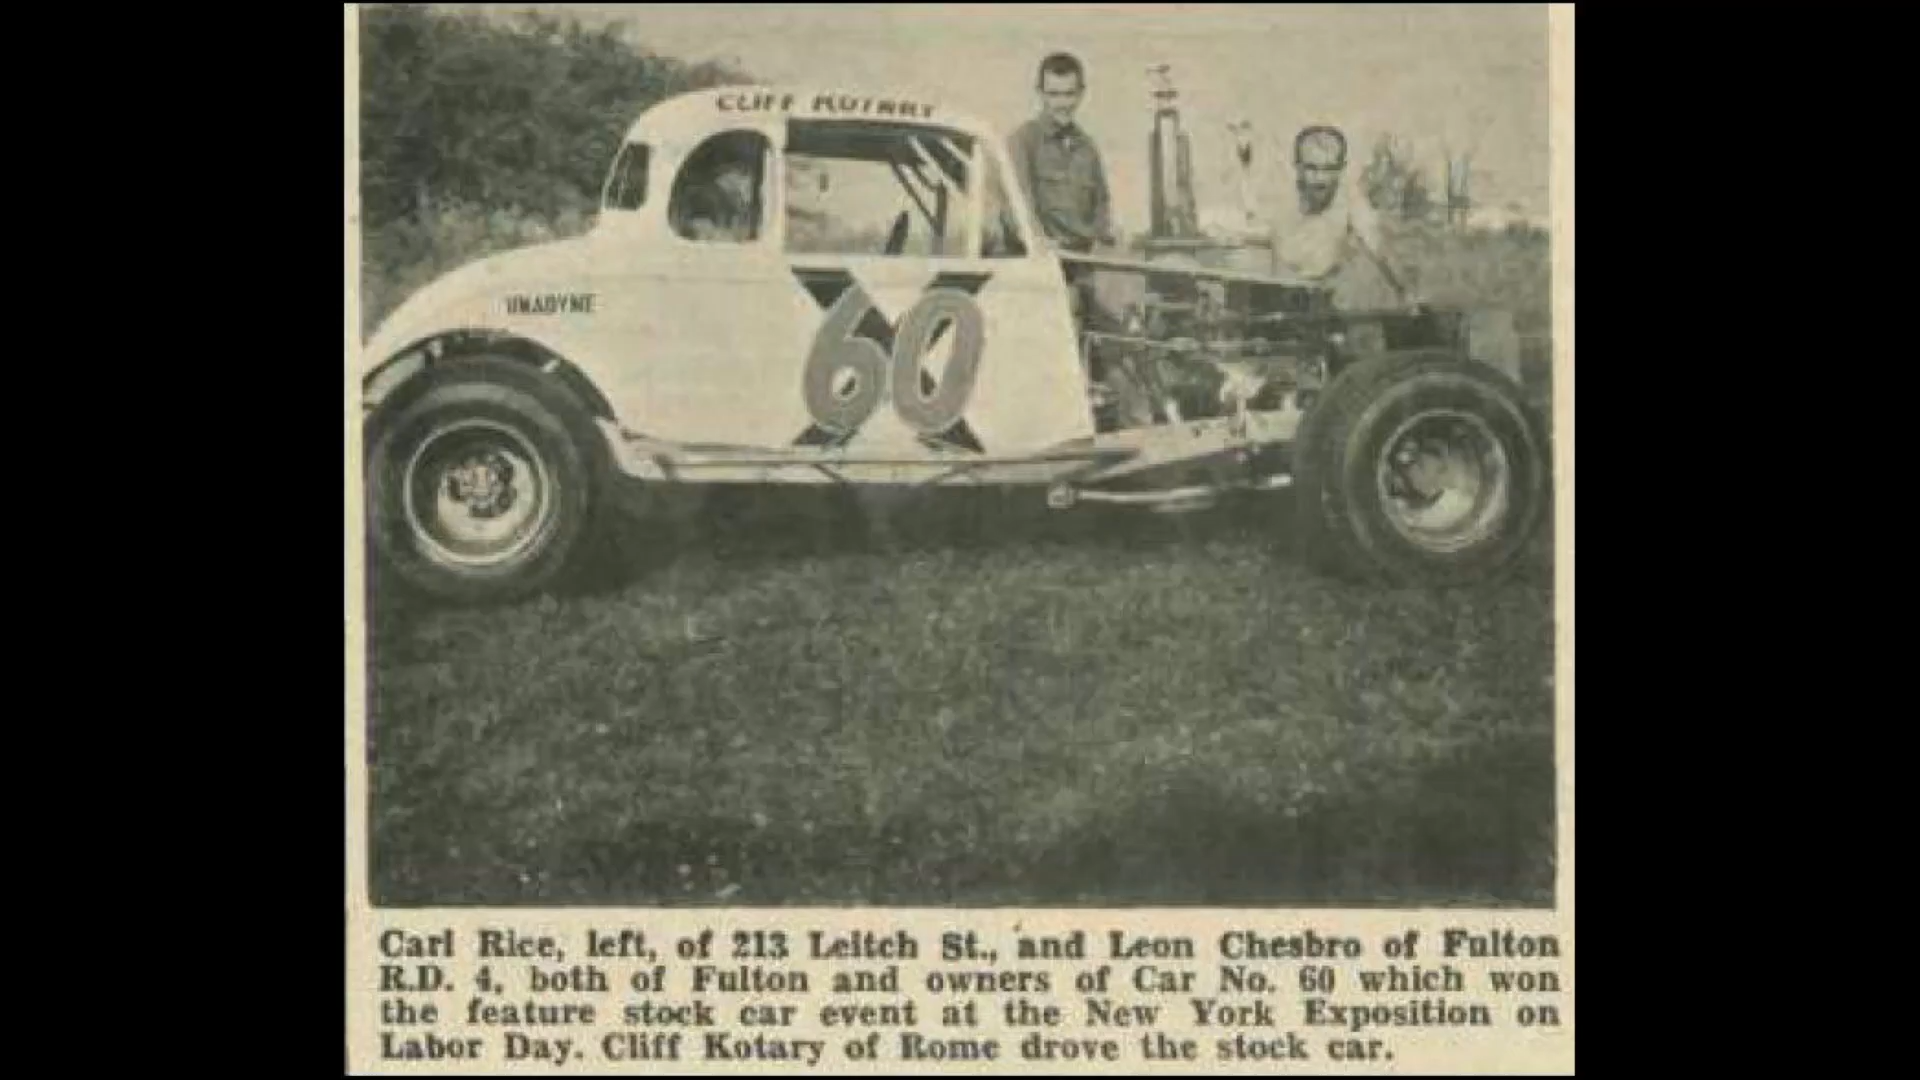 CLIFF KOTARY
UNADYNE
X
60
Carl Rice, left, of 213 Leitch St., and Leon Chesbro of Fulton
R.D. 4, both of Fulton and owners of Car No. 60 which won
the feature stock car event at the New York Exposition on
Labor Day. Cliff Kotary of Rome drove the stock car.